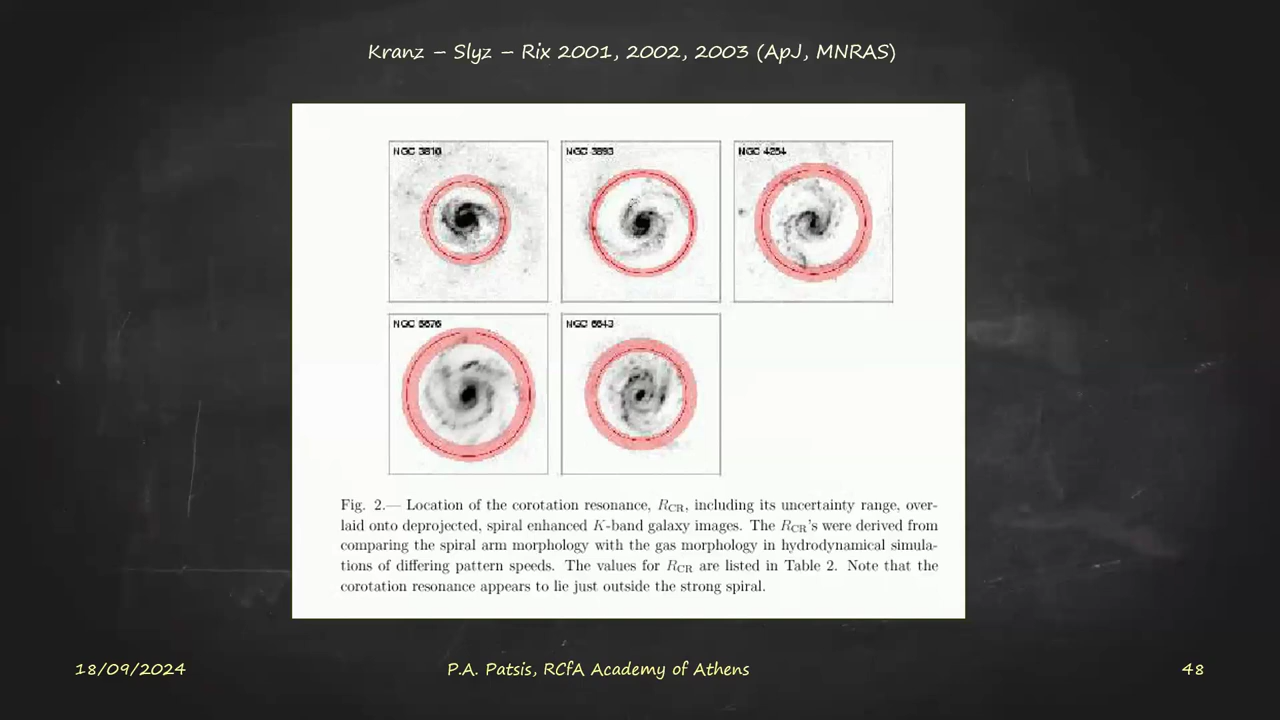 Kranz – Slyz – Rix 2001, 2002, 2003 (ApJ, MNRAS)
NGC 3810
NGC 3893
NGC 4254
NGC 5676
NGC 6643
Fig. 2.— Location of the corotation resonance, RCR, including its uncertainty range, over-
laid onto deprojected, spiral enhanced K-band galaxy images. The RCR's were derived from
comparing the spiral arm morphology with the gas morphology in hydrodynamical simula-
tions of differing pattern speeds. The values for RCR are listed in Table 2. Note that the
corotation resonance appears to lie just outside the strong spiral.
18/09/2024
P.A. Patsis, RCfA Academy of Athens
48